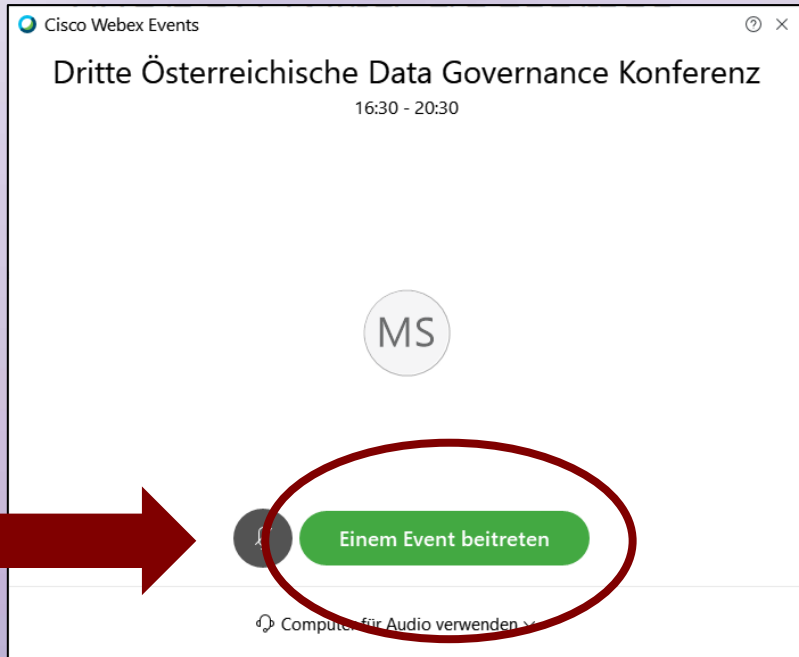 Cisco Webex Events
Dritte Österreichische Data Governance Konferenz
16:30 - 20:30
MS
Einem Event beitreten
Computer für Audio verwenden